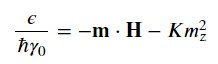 ϵ/ℏγ₀ = −𝐦 · 𝐇 − Km_z²